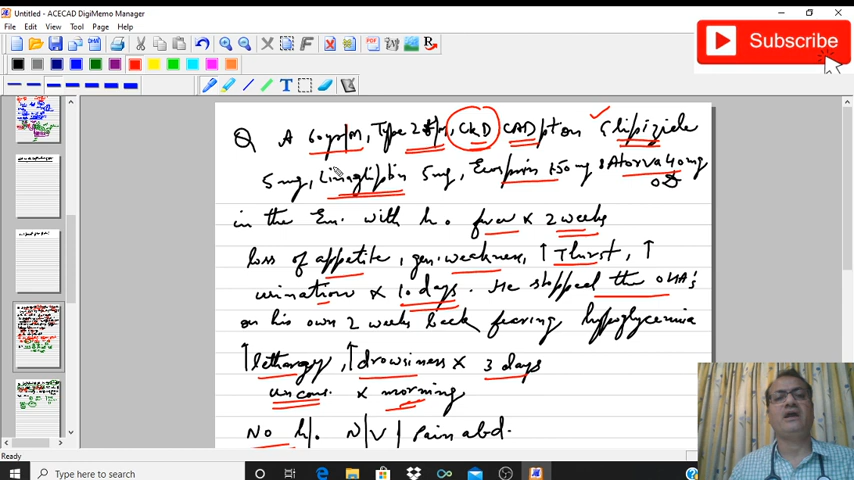 Untitled - ACECAD DigiMemo Manager
File Edit View Tool Page Help
Subscribe
Q A 60yr/M, Type 2 DM, CKD CAD pt on Glipizide
5mg, Linagliptin 5mg, Ecosprin 150mg & Atorva 40mg
OD
in the Em. with h/o. fever x 2 weeks
loss of appetite, gen. weakness, ↑ Thirst, ↑
urination x 10 days. He stopped the OHA's
on his own 2 weeks back fearing hypoglycemia
↑ lethargy, ↑ drowsiness x 3 days
uncons. x morning
No h/o. N/V/Pain abd.
Ready
Type here to search